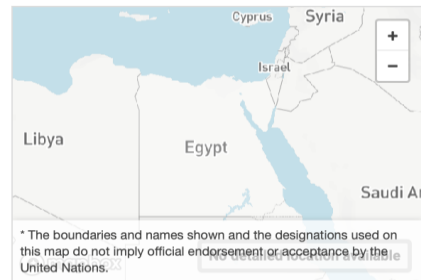 Cyprus
Syria
+
−
Israel
Libya
Egypt
Saudi A
* The boundaries and names shown and the designations used on
this map do not imply official endorsement or acceptance by the
United Nations.
No detailed location available